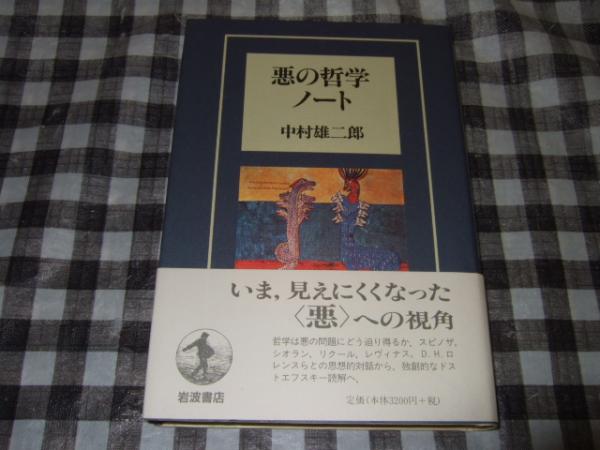 悪の哲学
ノート
中村雄二郎
いま,見えにくくなった
〈悪〉への視角
哲学は悪の問題にどう迫り得るか。スピノザ,
シオラン, リクール, レヴィナス, D.H.ロ
レンスらとの思想的対話から, 独創的なドス
トエフスキー読解へ。
岩波書店
定価(本体3200円+税)